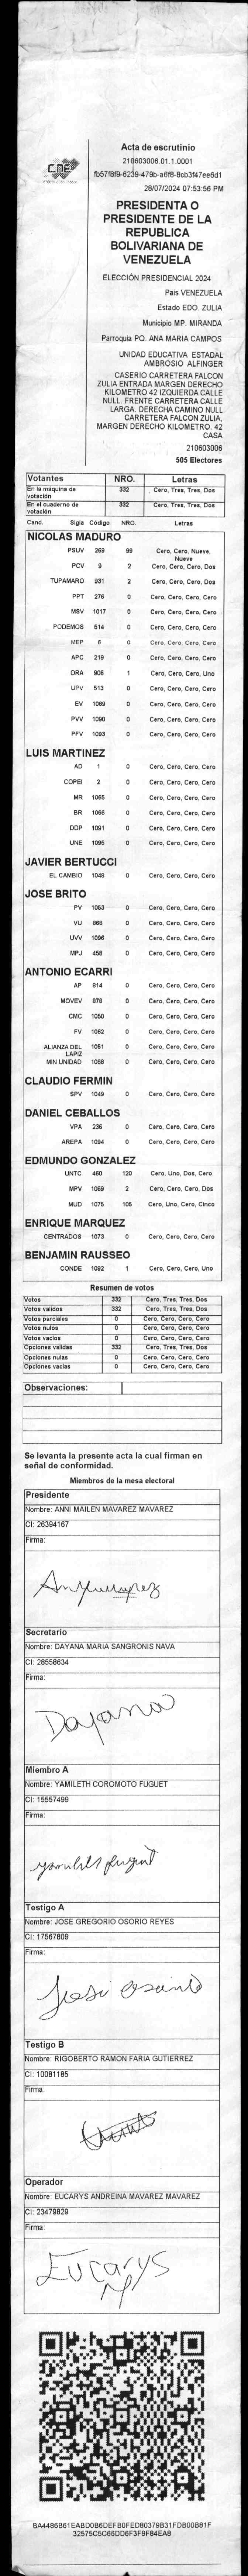 CNE
Acta de escrutinio
210603006.01.1.0001
fb57f8f9-6239-479b-a6f8-8cb3f47ee6d1
28/07/2024 07:53:56 PM
PRESIDENTA O
PRESIDENTE DE LA
REPUBLICA
BOLIVARIANA DE
VENEZUELA
ELECCIÓN PRESIDENCIAL 2024
Pais VENEZUELA
Estado EDO. ZULIA
Municipio MP. MIRANDA
Parroquia PQ. ANA MARIA CAMPOS
UNIDAD EDUCATIVA ESTADAL
AMBROSIO ALFINGER
CASERIO CARRETERA FALCON
ZULIA ENTRADA MARGEN DERECHO
KILOMETRO 42 IZQUIERDA CALLE
NULL. FRENTE CARRETERA CALLE
LARGA. DERECHA CAMINO NULL
CARRETERA FALCON ZULIA,
MARGEN DERECHO KILOMETRO. 42
CASA
210603006
505 Electores
Votantes NRO. Letras
En la máquina de votación 332 Cero, Tres, Tres, Dos
En el cuaderno de votación 332 Cero, Tres, Tres, Dos
Cand. Sigla Código NRO. Letras
NICOLAS MADURO
PSUV 269 99 Cero, Cero, Nueve, Nueve
PCV 9 2 Cero, Cero, Cero, Dos
TUPAMARO 931 2 Cero, Cero, Cero, Dos
PPT 276 0 Cero, Cero, Cero, Cero
MSV 1017 0 Cero, Cero, Cero, Cero
PODEMOS 514 0 Cero, Cero, Cero, Cero
MEP 6 0 Cero, Cero, Cero, Cero
APC 219 0 Cero, Cero, Cero, Cero
ORA 906 1 Cero, Cero, Cero, Uno
UPV 513 0 Cero, Cero, Cero, Cero
EV 1089 0 Cero, Cero, Cero, Cero
PVV 1090 0 Cero, Cero, Cero, Cero
PFV 1093 0 Cero, Cero, Cero, Cero
LUIS MARTINEZ
AD 1 0 Cero, Cero, Cero, Cero
COPEI 2 0 Cero, Cero, Cero, Cero
MR 1065 0 Cero, Cero, Cero, Cero
BR 1066 0 Cero, Cero, Cero, Cero
DDP 1091 0 Cero, Cero, Cero, Cero
UNE 1095 0 Cero, Cero, Cero, Cero
JAVIER BERTUCCI
EL CAMBIO 1048 0 Cero, Cero, Cero, Cero
JOSE BRITO
PV 1053 0 Cero, Cero, Cero, Cero
VU 868 0 Cero, Cero, Cero, Cero
UVV 1096 0 Cero, Cero, Cero, Cero
MPJ 458 0 Cero, Cero, Cero, Cero
ANTONIO ECARRI
AP 814 0 Cero, Cero, Cero, Cero
MOVEV 878 0 Cero, Cero, Cero, Cero
CMC 1050 0 Cero, Cero, Cero, Cero
FV 1062 0 Cero, Cero, Cero, Cero
ALIANZA DEL LAPIZ 1051 0 Cero, Cero, Cero, Cero
MIN UNIDAD 1068 0 Cero, Cero, Cero, Cero
CLAUDIO FERMIN
SPV 1049 0 Cero, Cero, Cero, Cero
DANIEL CEBALLOS
VPA 236 0 Cero, Cero, Cero, Cero
AREPA 1094 0 Cero, Cero, Cero, Cero
EDMUNDO GONZALEZ
UNTC 460 120 Cero, Uno, Dos, Cero
MPV 1069 2 Cero, Cero, Cero, Dos
MUD 1075 105 Cero, Uno, Cero, Cinco
ENRIQUE MARQUEZ
CENTRADOS 1073 0 Cero, Cero, Cero, Cero
BENJAMIN RAUSSEO
CONDE 1092 1 Cero, Cero, Cero, Uno
Resumen de votos
Votos 332 Cero, Tres, Tres, Dos
Votos validos 332 Cero, Tres, Tres, Dos
Votos parciales 0 Cero, Cero, Cero, Cero
Votos nulos 0 Cero, Cero, Cero, Cero
Votos vacios 0 Cero, Cero, Cero, Cero
Opciones validas 332 Cero, Tres, Tres, Dos
Opciones nulas 0 Cero, Cero, Cero, Cero
Opciones vacias 0 Cero, Cero, Cero, Cero
Observaciones:
Se levanta la presente acta la cual firman en
señal de conformidad.
Miembros de la mesa electoral
Presidente
Nombre: ANNI MAILEN MAVAREZ MAVAREZ
CI: 26394167
Firma:
Secretario
Nombre: DAYANA MARIA SANGRONIS NAVA
CI: 28558634
Firma:
Dayana
Miembro A
Nombre: YAMILETH COROMOTO FUGUET
CI: 15557499
Firma:
Testigo A
Nombre: JOSE GREGORIO OSORIO REYES
CI: 17567809
Firma:
Testigo B
Nombre: RIGOBERTO RAMON FARIA GUTIERREZ
CI: 10081185
Firma:
Operador
Nombre: EUCARYS ANDREINA MAVAREZ MAVAREZ
CI: 23479829
Firma:
Eucarys
BA4486B61EABD0B6DEFB0FED80379B31FDB00B81F
32575C5C66DD6F3F9F84EA8